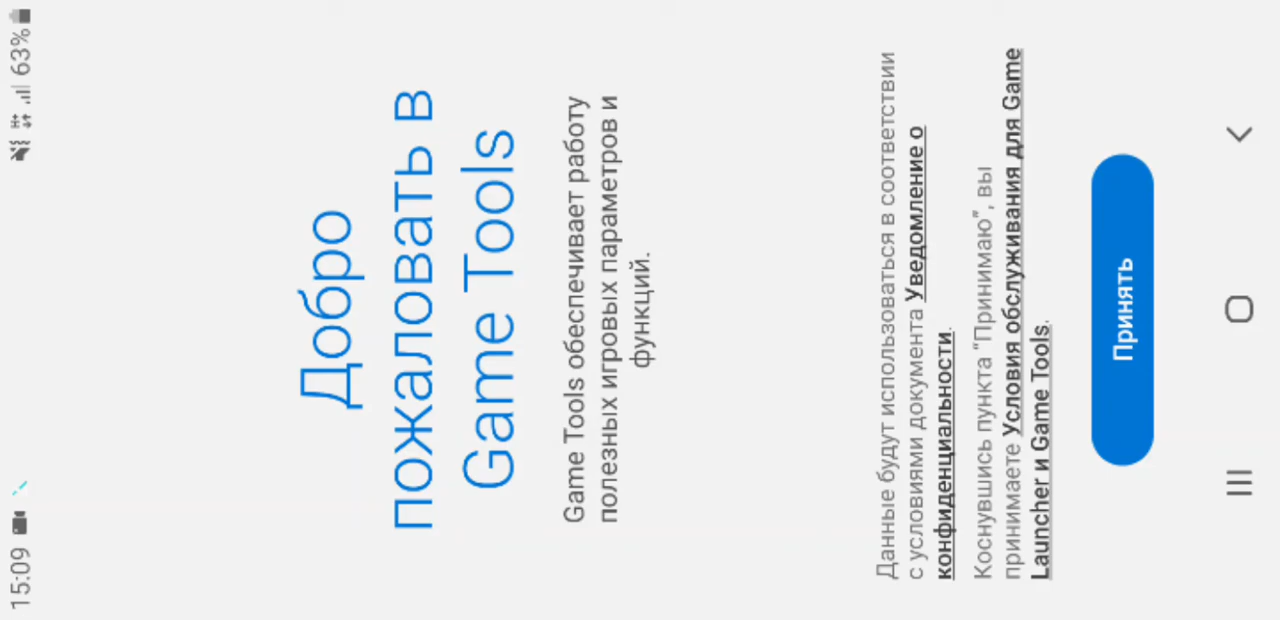 15:09
H+ 63%
Добро
пожаловать в
Game Tools
Game Tools обеспечивает работу
полезных игровых параметров и
функций.
Данные будут использоваться в соответствии
с условиями документа Уведомление о
конфиденциальности.
Коснувшись пункта "Принимаю", вы
принимаете Условия обслуживания для Game
Launcher и Game Tools.
Принять